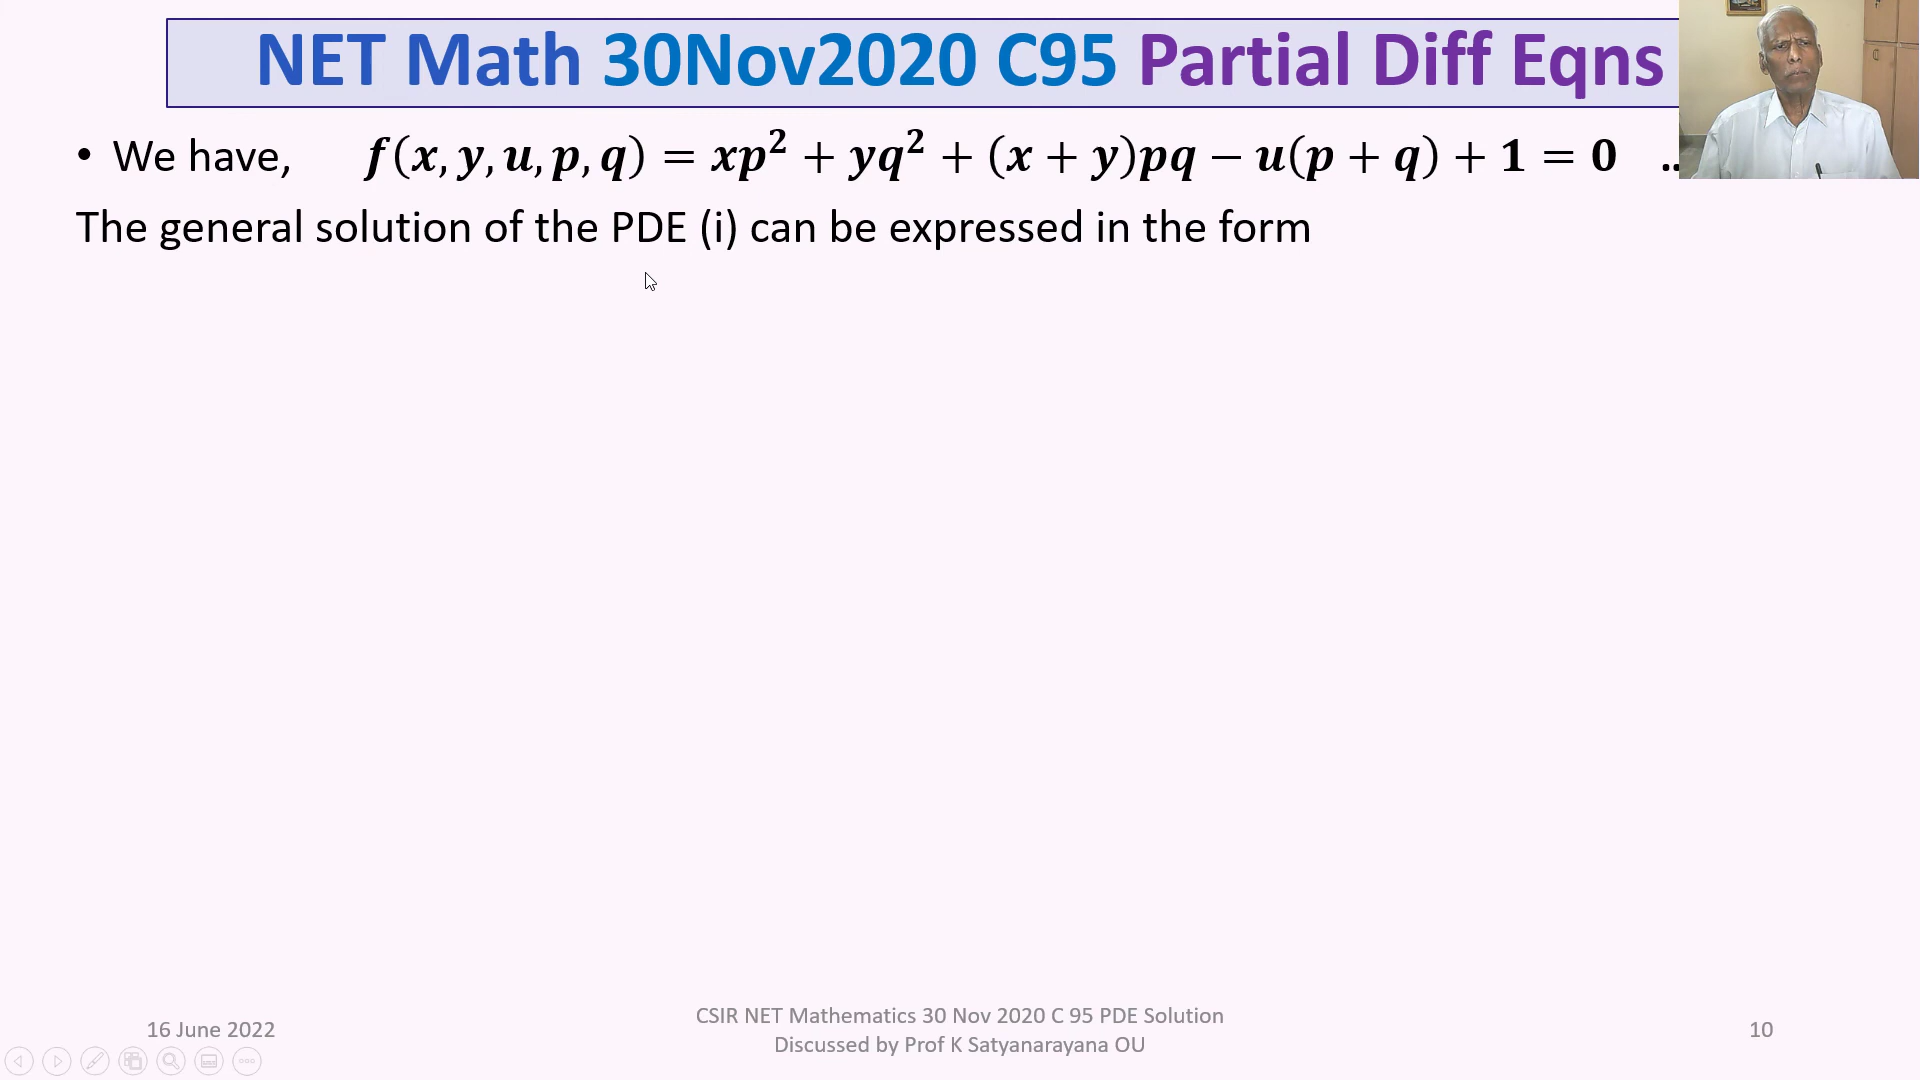 NET Math 30Nov2020 C95 Partial Diff Eqns
• We have, f(x, y, u, p, q) = xp² + yq² + (x + y)pq − u(p + q) + 1 = 0 ..
The general solution of the PDE (i) can be expressed in the form
16 June 2022
CSIR NET Mathematics 30 Nov 2020 C 95 PDE Solution
Discussed by Prof K Satyanarayana OU
10